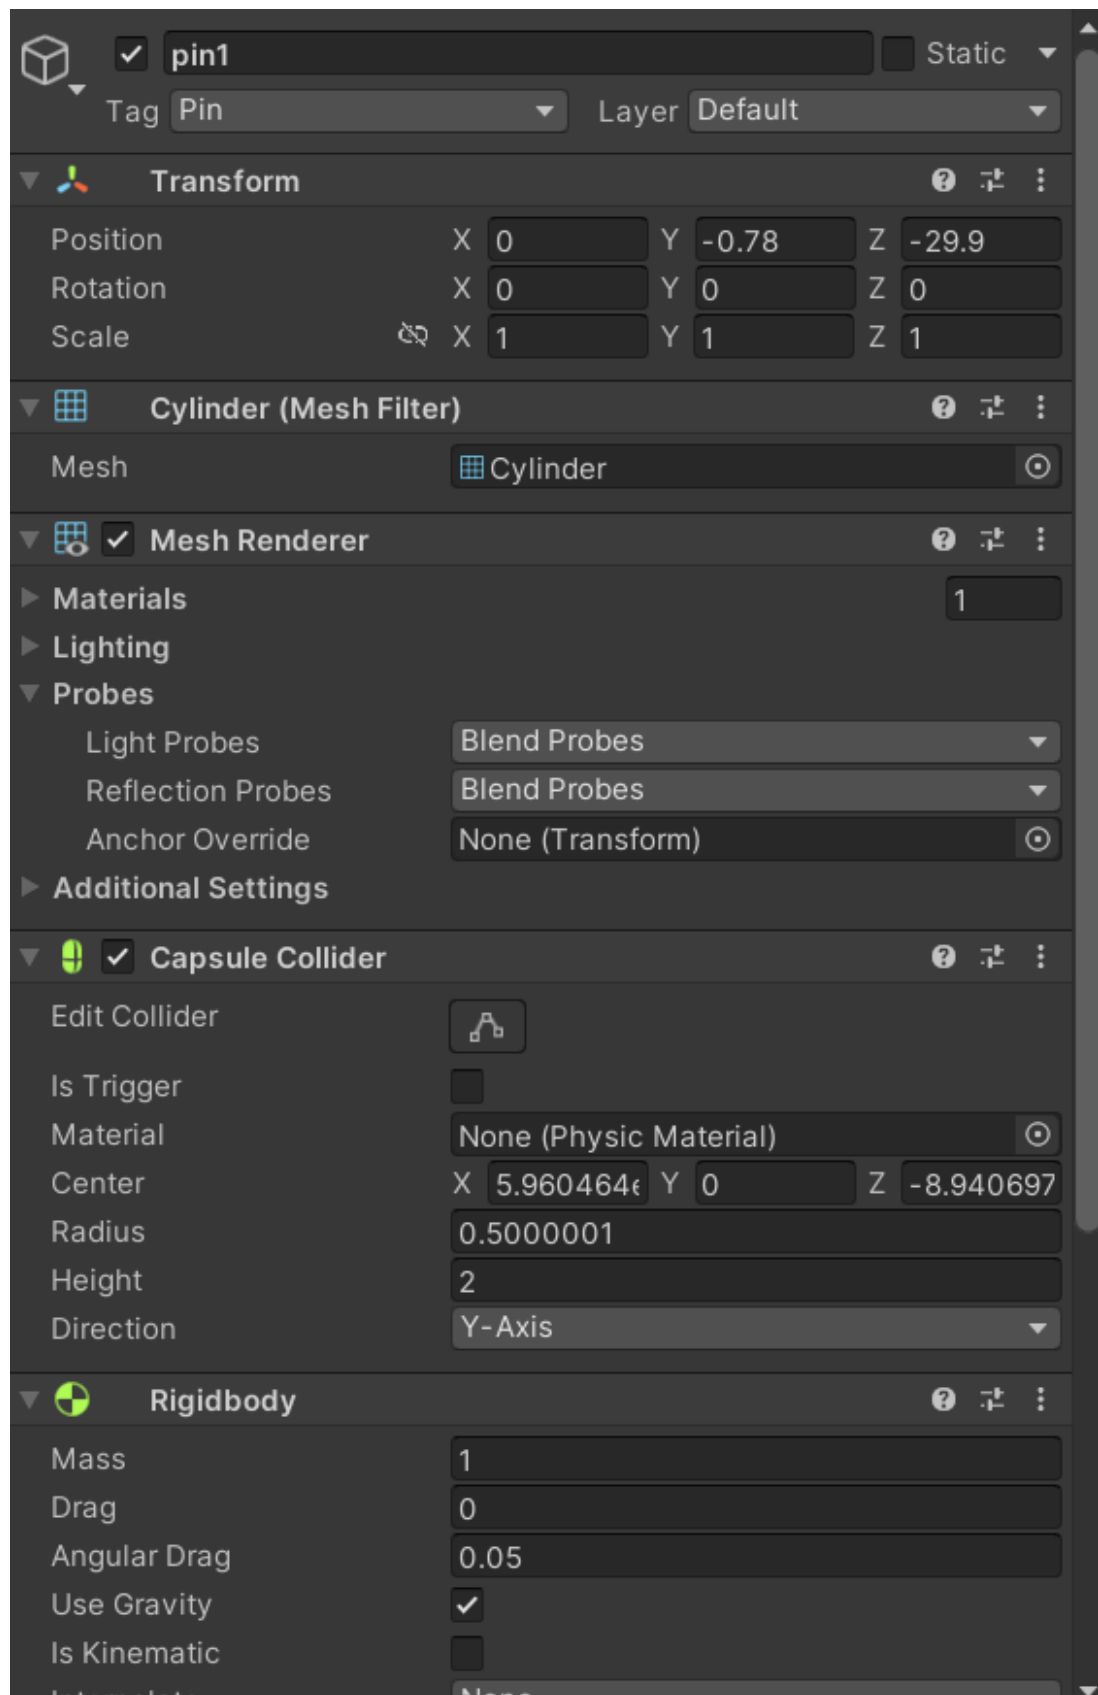 pin1 Static
Tag Pin Layer Default
Transform
Position X 0 Y -0.78 Z -29.9
Rotation X 0 Y 0 Z 0
Scale X 1 Y 1 Z 1
Cylinder (Mesh Filter)
Mesh Cylinder
Mesh Renderer
Materials 1
Lighting
Probes
Light Probes Blend Probes
Reflection Probes Blend Probes
Anchor Override None (Transform)
Additional Settings
Capsule Collider
Edit Collider
Is Trigger
Material None (Physic Material)
Center X 5.960464e Y 0 Z -8.940697
Radius 0.5000001
Height 2
Direction Y-Axis
Rigidbody
Mass 1
Drag 0
Angular Drag 0.05
Use Gravity
Is Kinematic
None